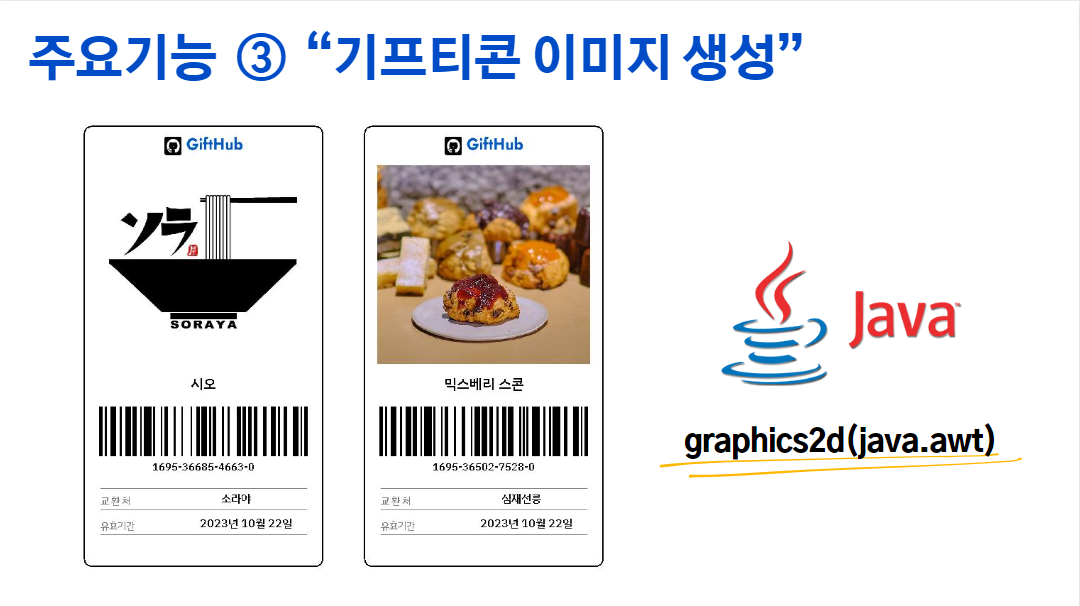 주요기능 ③ “기프티콘 이미지 생성”
GiftHub
ソラ
SORAYA
시오
1695-36685-4663-0
교환처 소라야
유효기간 2023년 10월 22일
GiftHub
믹스베리 스콘
1695-36502-7528-0
교환처 심재선릉
유효기간 2023년 10월 22일
Java™
graphics2d(java.awt)